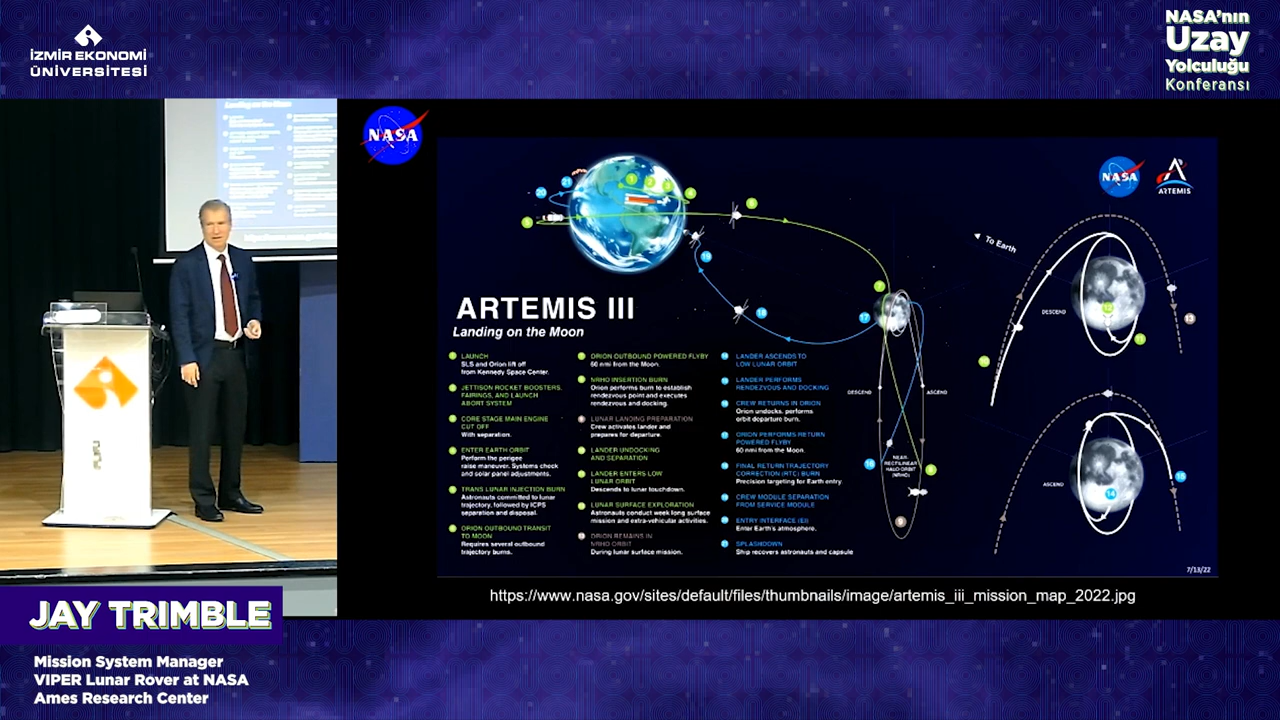 İZMİR EKONOMİ
ÜNİVERSİTESİ
NASA'nın
Uzay
Yolculuğu
Konferansı
NASA
NASA
ARTEMIS
To Earth
ARTEMIS III
Landing on the Moon
LAUNCH
SLS and Orion lift off
from Kennedy Space Center.
JETTISON ROCKET BOOSTERS,
FAIRINGS, AND LAUNCH
ABORT SYSTEM
CORE STAGE MAIN ENGINE
CUT OFF
With separation.
ENTER EARTH ORBIT
Perform the perigee
raise maneuver. Systems check
and solar panel adjustments.
TRANS LUNAR INJECTION BURN
Astronauts committed to lunar
trajectory, followed by ICPS
separation and disposal.
ORION OUTBOUND TRANSIT
TO MOON
Requires several outbound
trajectory burns.
ORION OUTBOUND POWERED FLYBY
60 nmi from the Moon.
NRHO INSERTION BURN
Orion performs burn to establish
rendezvous point and executes
rendezvous and docking.
LUNAR LANDING PREPARATION
Crew activates lander and
prepares for departure.
LANDER UNDOCKING
AND SEPARATION
LANDER ENTERS LOW
LUNAR ORBIT
Descends to lunar touchdown.
LUNAR SURFACE EXPLORATION
Astronauts conduct week long surface
mission and extra-vehicular activities.
ORION REMAINS IN
NRHO ORBIT
During lunar surface mission.
LANDER ASCENDS TO
LOW LUNAR ORBIT
LANDER PERFORMS
RENDEZVOUS AND DOCKING
CREW RETURNS IN ORION
Orion undocks, performs
orbit departure burn.
ORION PERFORMS RETURN
POWERED FLYBY
60 nmi from the Moon.
FINAL RETURN TRAJECTORY
CORRECTION (RTC) BURN
Precision targeting for Earth entry.
CREW MODULE SEPARATION
FROM SERVICE MODULE
ENTRY INTERFACE (EI)
Enter Earth's atmosphere.
SPLASHDOWN
Ship recovers astronauts and capsule
DESCEND
ASCEND
NEAR-
RECTILINEAR
HALO ORBIT
(NRHO)
DESCEND
ASCEND
7/13/22
https://www.nasa.gov/sites/default/files/thumbnails/image/artemis_iii_mission_map_2022.jpg
JAY TRIMBLE
Mission System Manager
VIPER Lunar Rover at NASA
Ames Research Center